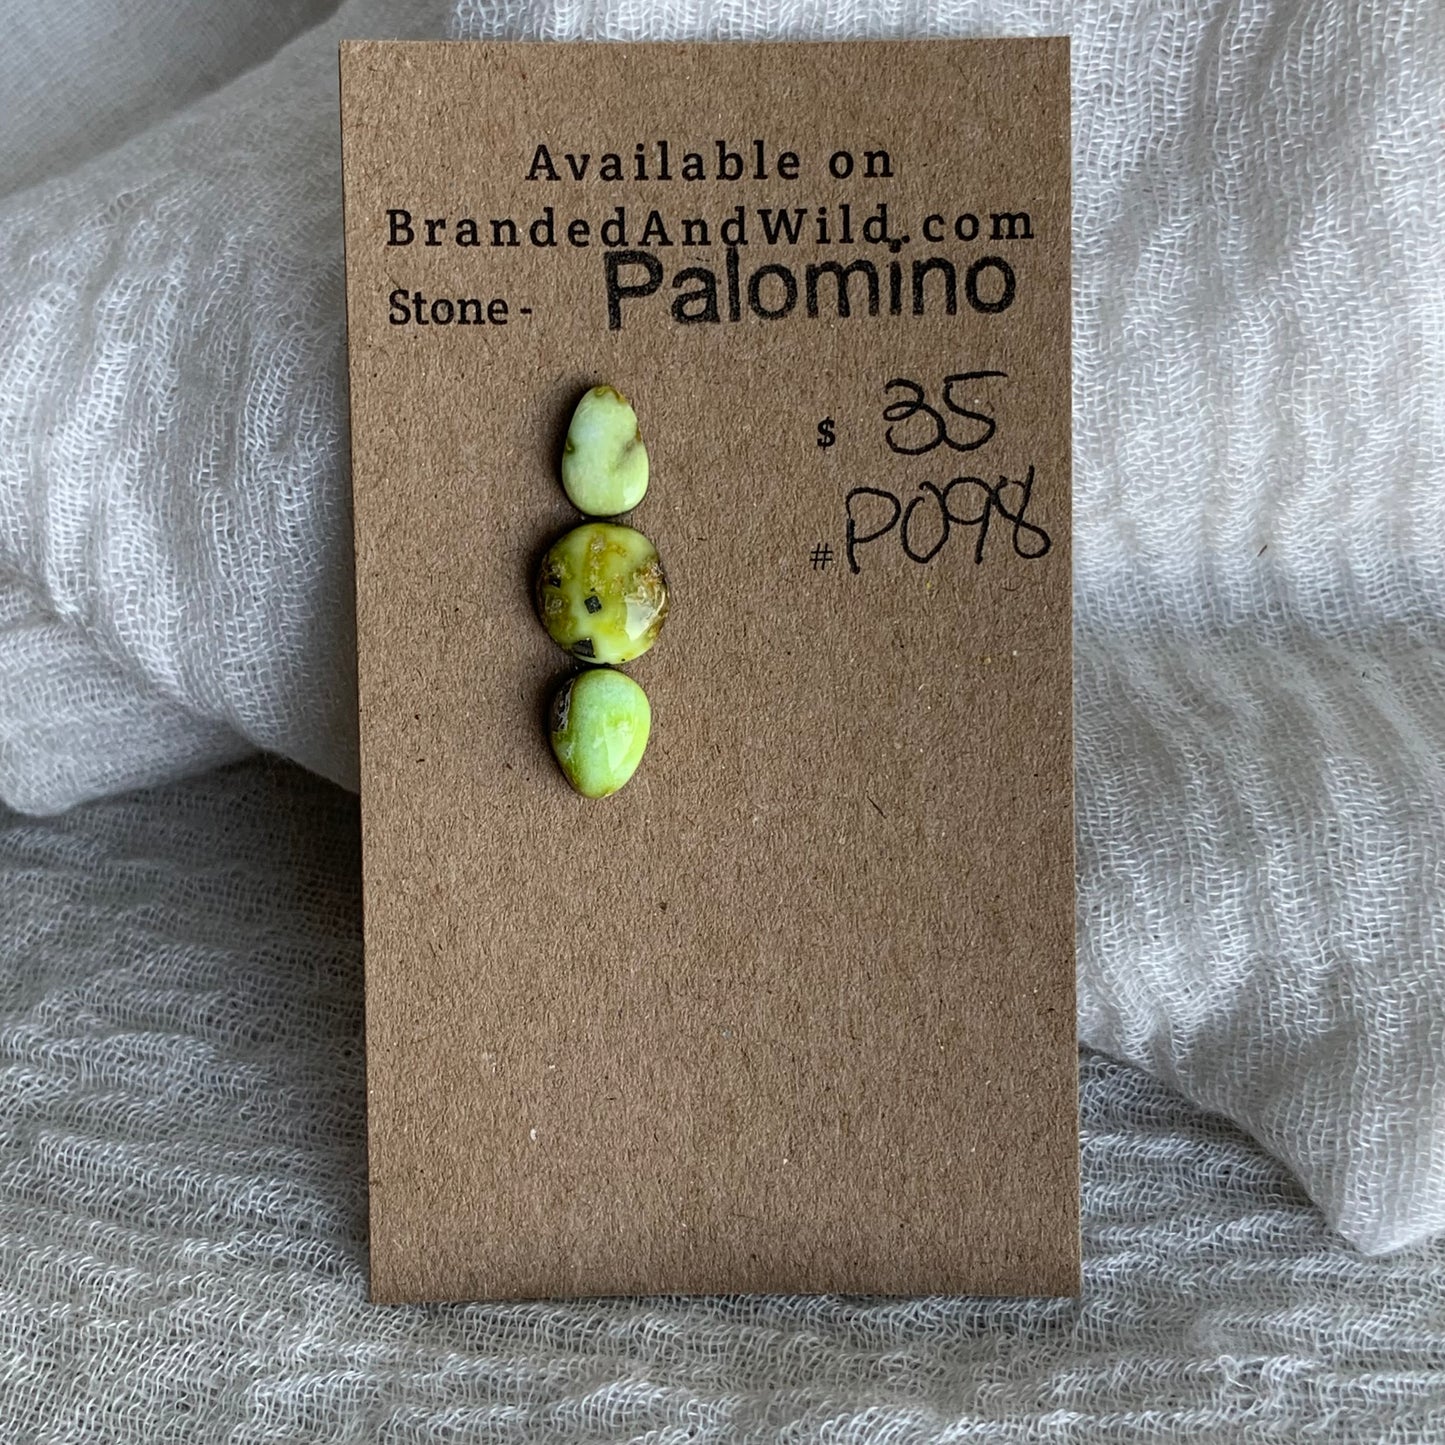 Available on
BrandedAndWild.com
Stone - Palomino
$ 35
# P098